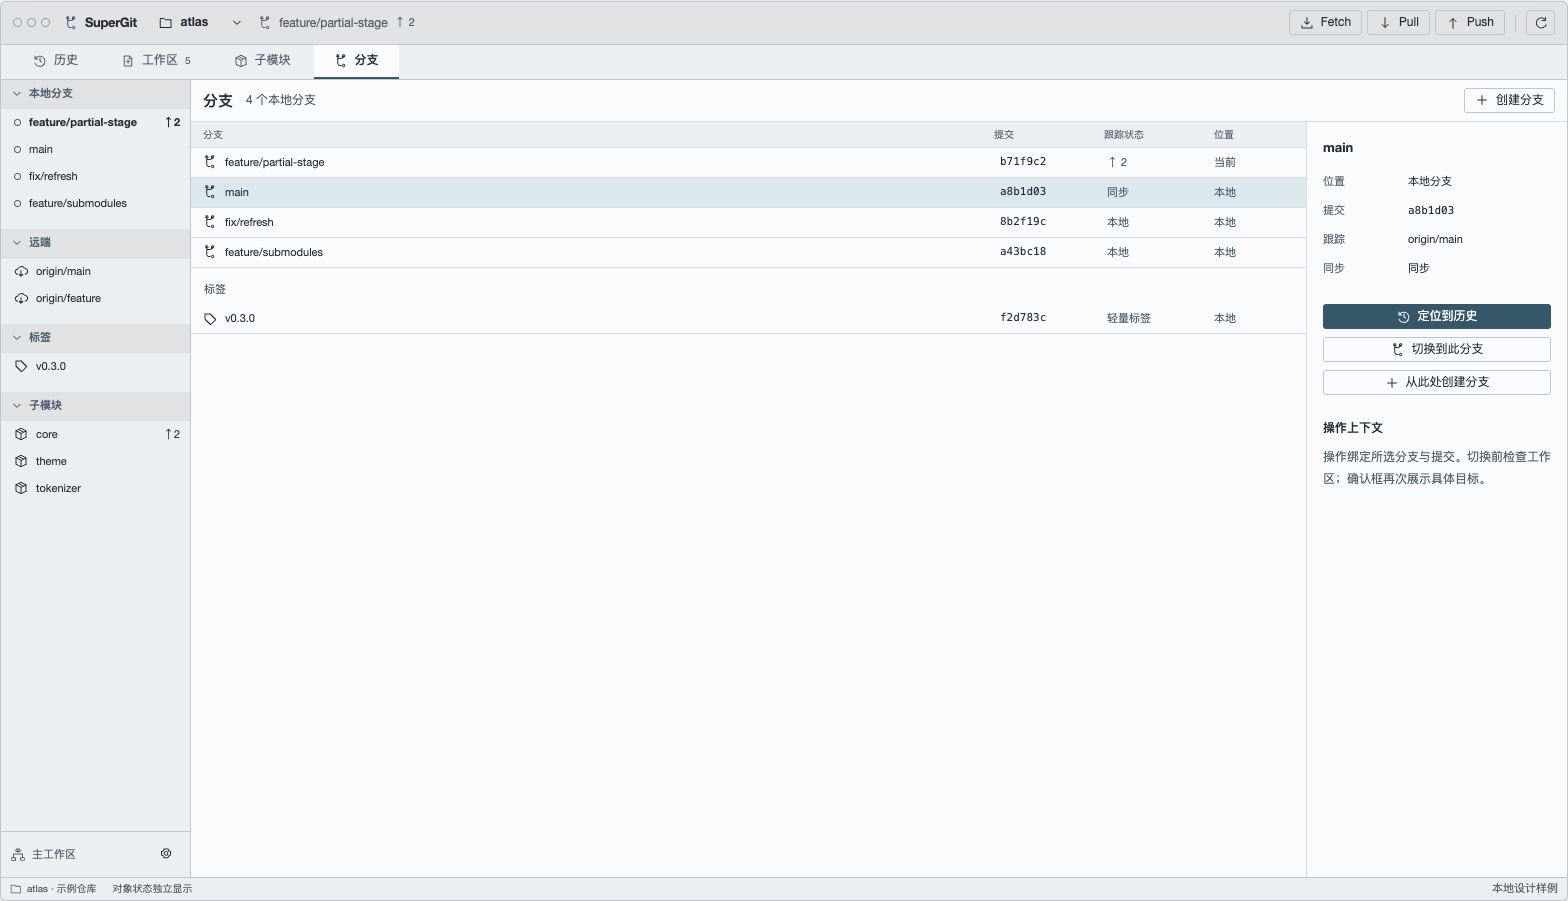 SuperGit atlas feature/partial-stage ↑ 2 Fetch Pull Push
历史 工作区 5 子模块 分支
本地分支
feature/partial-stage ↑2
main
fix/refresh
feature/submodules
远端
origin/main
origin/feature
标签
v0.3.0
子模块
core ↑2
theme
tokenizer
主工作区
分支 4 个本地分支 创建分支
分支 提交 跟踪状态 位置
feature/partial-stage b71f9c2 ↑ 2 当前
main a8b1d03 同步 本地
fix/refresh 8b2f19c 本地 本地
feature/submodules a43bc18 本地 本地
标签
v0.3.0 f2d783c 轻量标签 本地
main
位置 本地分支
提交 a8b1d03
跟踪 origin/main
同步 同步
定位到历史
切换到此分支
从此处创建分支
操作上下文
操作绑定所选分支与提交。切换前检查工作
区；确认框再次展示具体目标。
atlas · 示例仓库 对象状态独立显示 本地设计样例